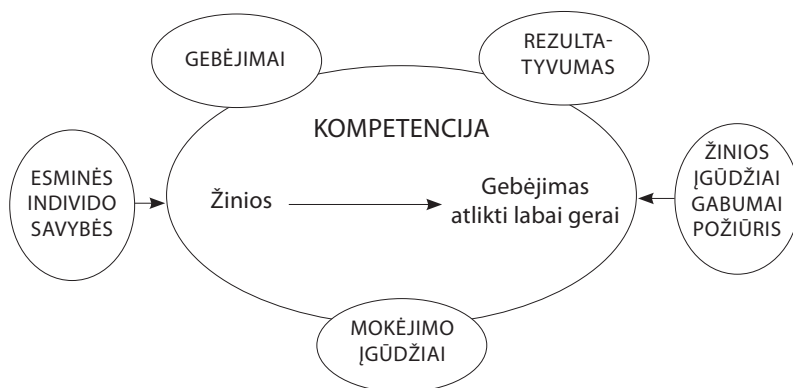 GEBĖJIMAI
REZULTA-
TYVUMAS
KOMPETENCIJA
ESMINĖS
INDIVIDO
SAVYBĖS
Žinios
Gebėjimas
atlikti labai gerai
ŽINIOS
ĮGŪDŽIAI
GABUMAI
POŽIŪRIS
MOKĖJIMO
ĮGŪDŽIAI